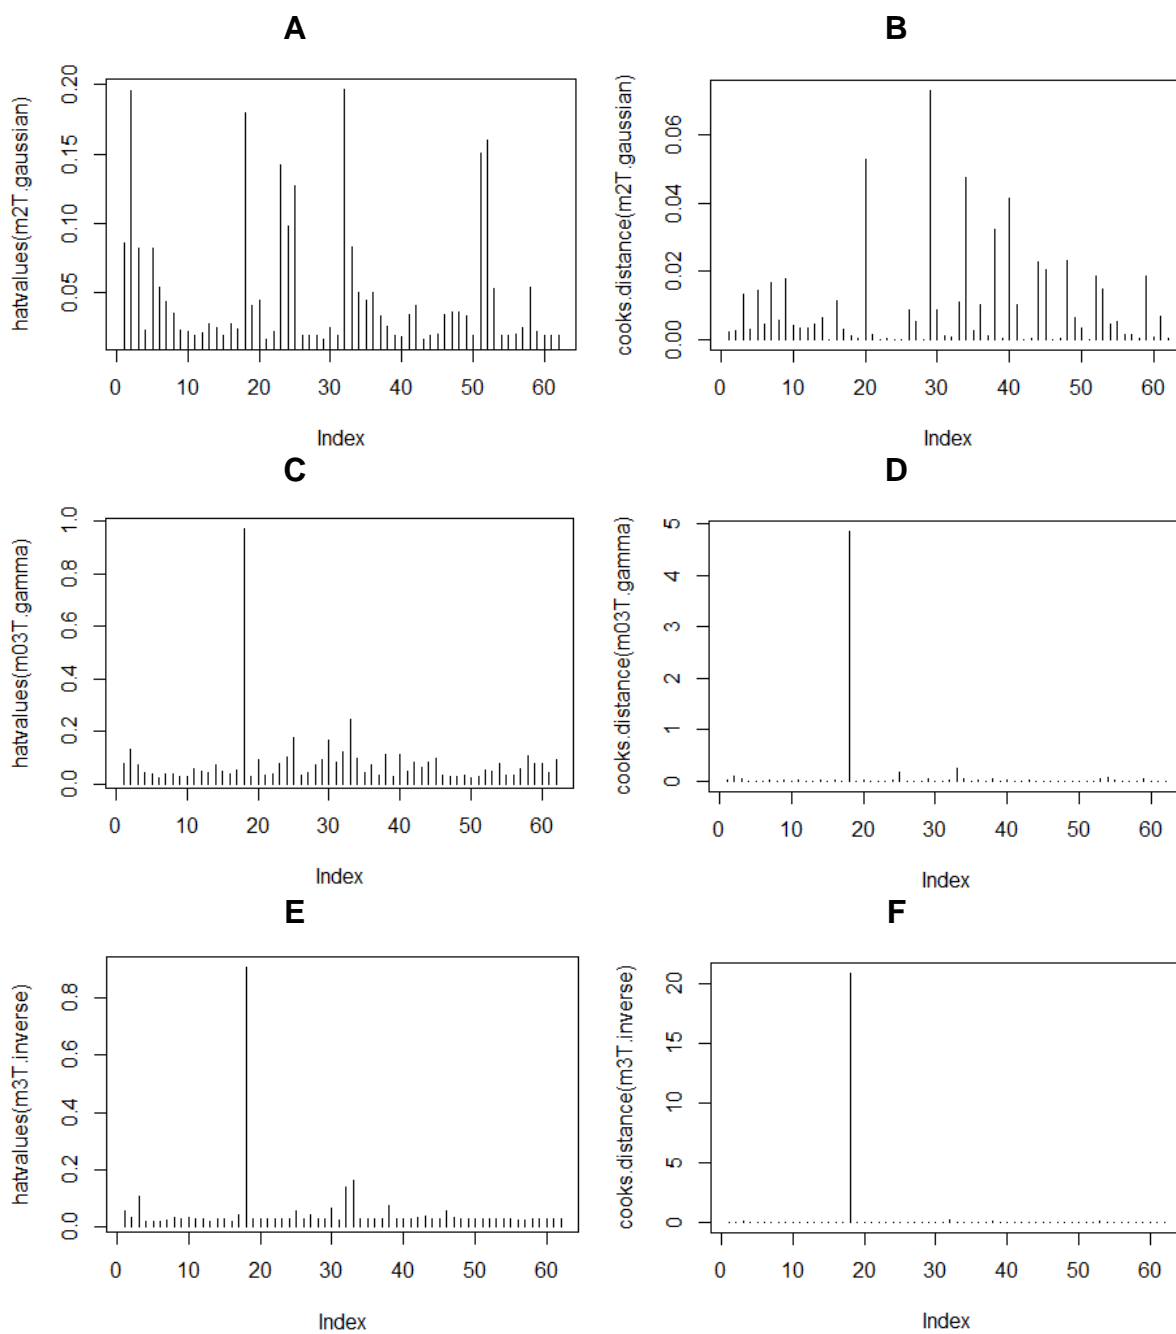 A
hatvalues(m2T.gaussian)
0.05 0.10 0.15 0.20
0 10 20 30 40 50 60
Index
B
cooks.distance(m2T.gaussian)
0.00 0.02 0.04 0.06
0 10 20 30 40 50 60
Index
C
hatvalues(m03T.gamma)
0.0 0.2 0.4 0.6 0.8 1.0
0 10 20 30 40 50 60
Index
D
cooks.distance(m03T.gamma)
0 1 2 3 4 5
0 10 20 30 40 50 60
Index
E
hatvalues(m3T.inverse)
0.0 0.2 0.4 0.6 0.8
0 10 20 30 40 50 60
Index
F
cooks.distance(m3T.inverse)
0 5 10 15 20
0 10 20 30 40 50 60
Index